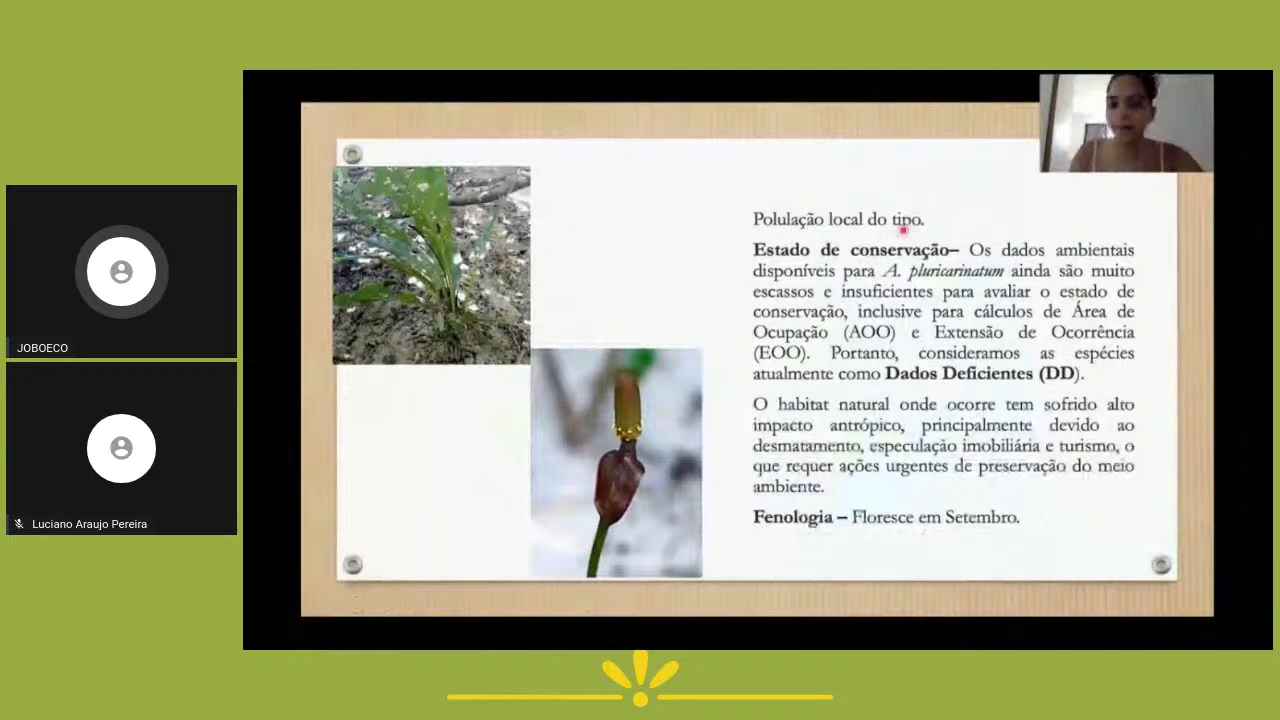 JOBOECO
Luciano Araujo Pereira
Polulação local do tipo.
Estado de conservação– Os dados ambientais
disponíveis para A. pluricarinatum ainda são muito
escassos e insuficientes para avaliar o estado de
conservação, inclusive para cálculos de Área de
Ocupação (AOO) e Extensão de Ocorrência
(EOO). Portanto, consideramos as espécies
atualmente como Dados Deficientes (DD).
O habitat natural onde ocorre tem sofrido alto
impacto antrópico, principalmente devido ao
desmatamento, especulação imobiliária e turismo, o
que requer ações urgentes de preservação do meio
ambiente.
Fenologia – Floresce em Setembro.